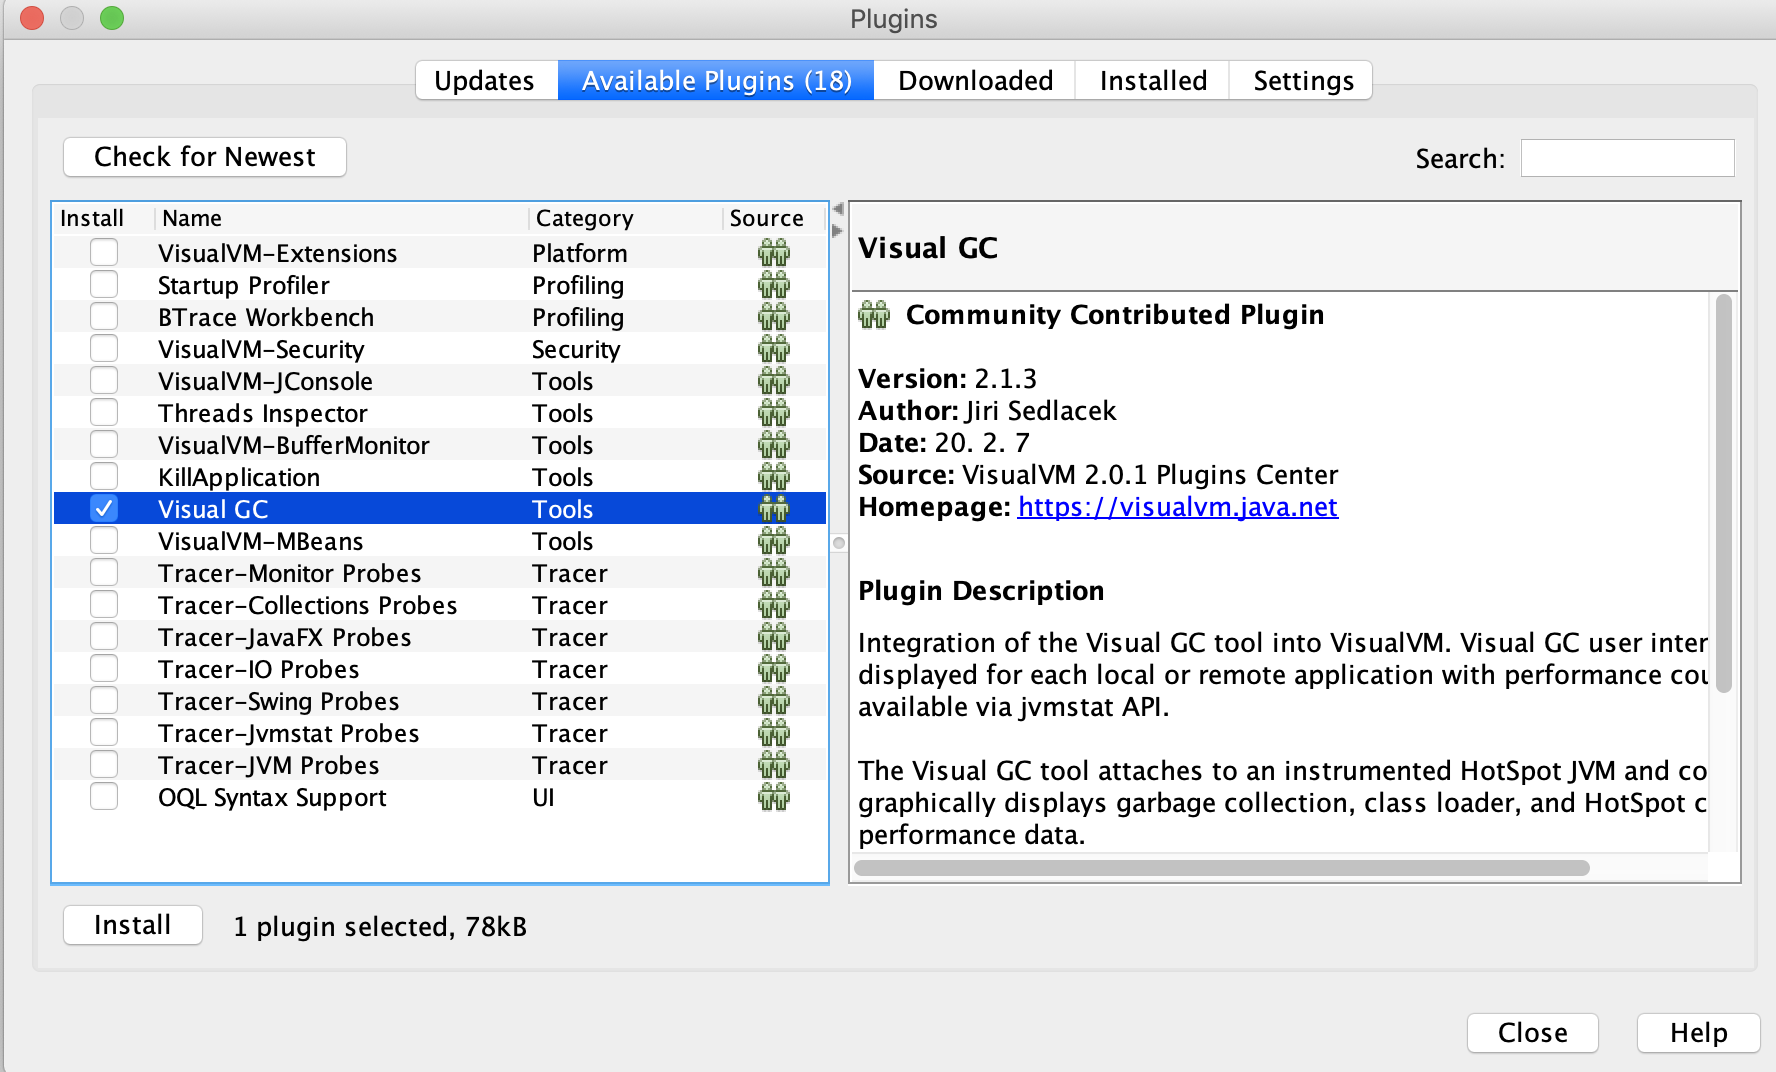 Plugins
Updates Available Plugins (18) Downloaded Installed Settings
Check for Newest
Search:
Install Name Category Source
VisualVM-Extensions Platform
Startup Profiler Profiling
BTrace Workbench Profiling
VisualVM-Security Security
VisualVM-JConsole Tools
Threads Inspector Tools
VisualVM-BufferMonitor Tools
KillApplication Tools
Visual GC Tools
VisualVM-MBeans Tools
Tracer-Monitor Probes Tracer
Tracer-Collections Probes Tracer
Tracer-JavaFX Probes Tracer
Tracer-IO Probes Tracer
Tracer-Swing Probes Tracer
Tracer-Jvmstat Probes Tracer
Tracer-JVM Probes Tracer
OQL Syntax Support UI
Visual GC
Community Contributed Plugin
Version: 2.1.3
Author: Jiri Sedlacek
Date: 20. 2. 7
Source: VisualVM 2.0.1 Plugins Center
Homepage: https://visualvm.java.net
Plugin Description
Integration of the Visual GC tool into VisualVM. Visual GC user inter
displayed for each local or remote application with performance cou
available via jvmstat API.
The Visual GC tool attaches to an instrumented HotSpot JVM and co
graphically displays garbage collection, class loader, and HotSpot c
performance data.
Install 1 plugin selected, 78kB
Close Help